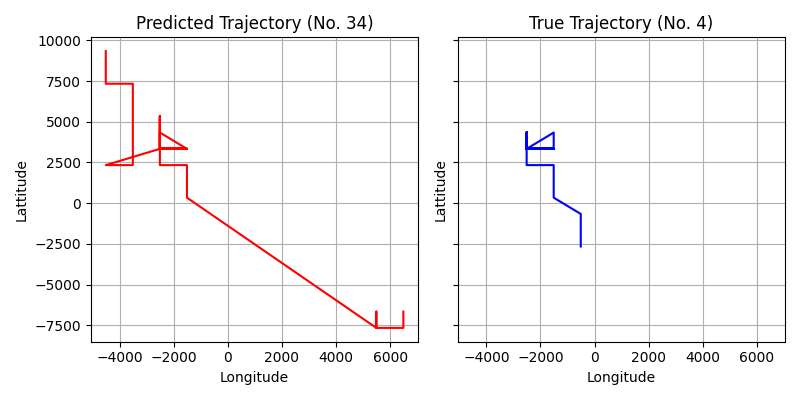 Predicted Trajectory (No. 34)
True Trajectory (No. 4)
10000
7500
5000
2500
0
−2500
−5000
−7500
Lattitude
Lattitude
−4000 −2000 0 2000 4000 6000
−4000 −2000 0 2000 4000 6000
Longitude
Longitude